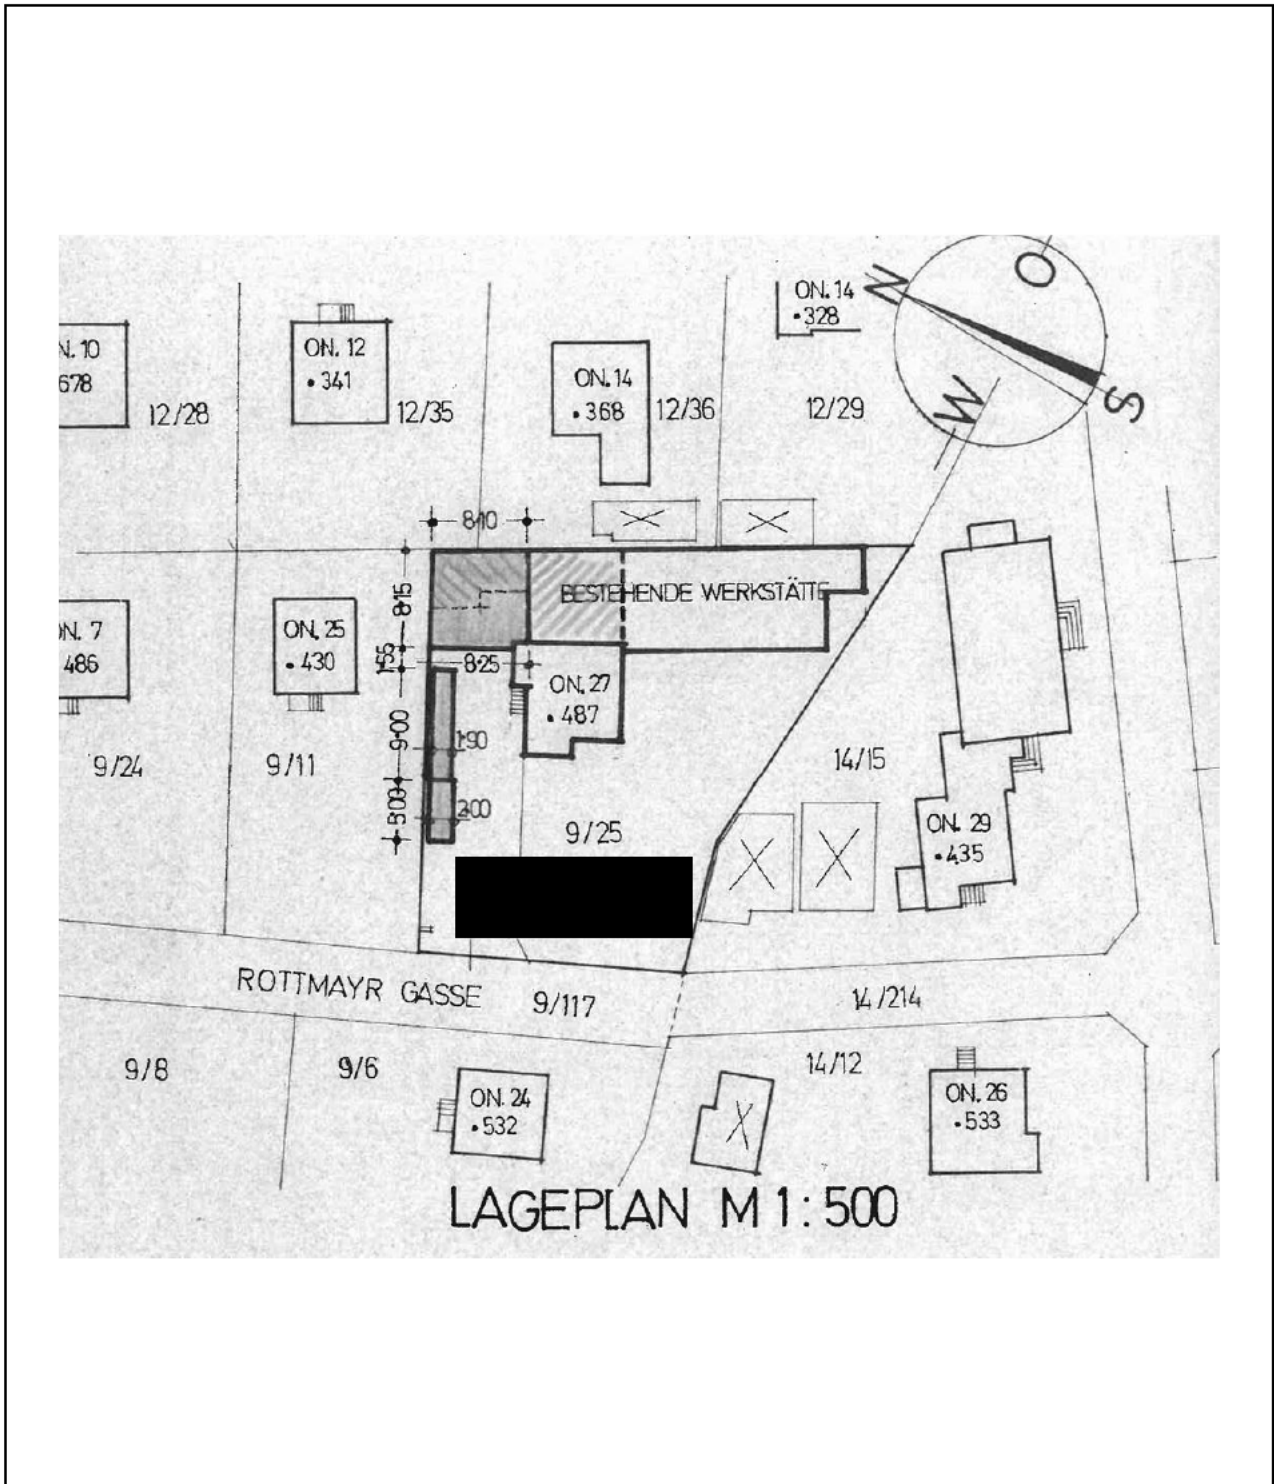 N
O
W
S
ON. 14
•328
N. 10
678
ON. 12
•341
ON. 14
•368
12/28
12/35
12/36
12/29
8·10
8·15
BESTEHENDE WERKSTÄTTE
N. 7
486
ON. 25
•430
1·56
8·25
ON. 27
•487
9·00
1·90
9/24
9/11
14/15
5·00
2·00
9/25
ON. 29
•435
ROTTMAYR GASSE
9/117
14/214
9/8
9/6
14/12
ON. 24
•532
ON. 26
•533
LAGEPLAN M 1:500